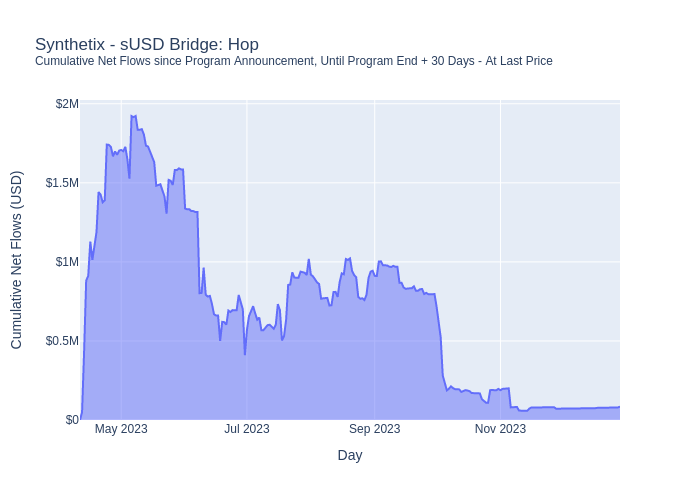 Synthetix - sUSD Bridge: Hop
Cumulative Net Flows since Program Announcement, Until Program End + 30 Days - At Last Price
$2M
$1.5M
$1M
$0.5M
$0
Cumulative Net Flows (USD)
May 2023
Jul 2023
Sep 2023
Nov 2023
Day